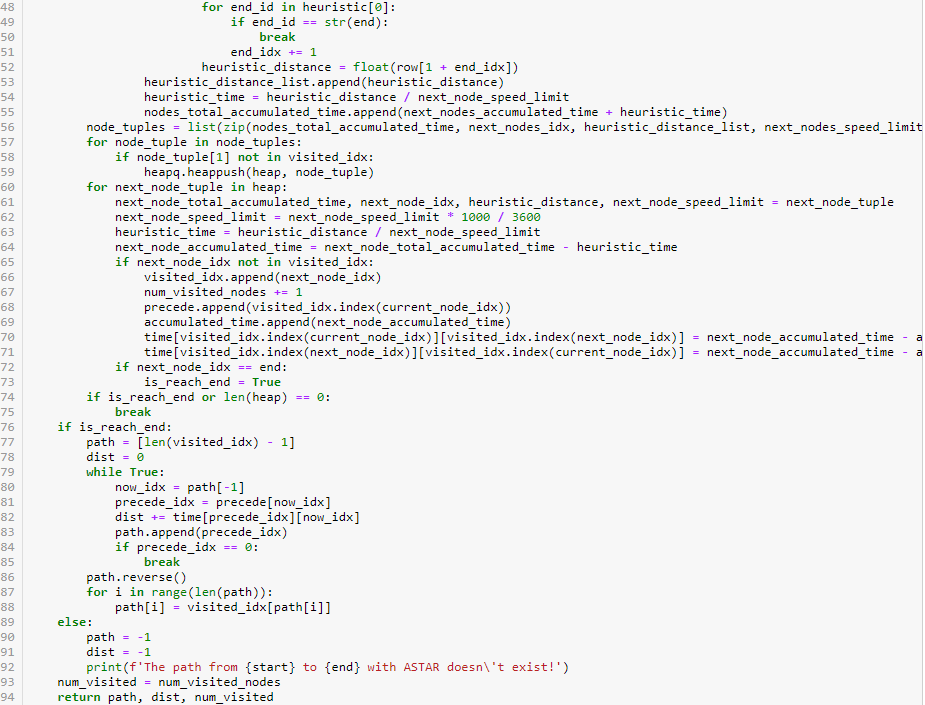 48                         for end_id in heuristic[0]:
49                             if end_id == str(end):
50                                 break
51                             end_idx += 1
52                         heuristic_distance = float(row[1 + end_idx])
53                 heuristic_distance_list.append(heuristic_distance)
54                 heuristic_time = heuristic_distance / next_node_speed_limit
55                 nodes_total_accumulated_time.append(next_nodes_accumulated_time + heuristic_time)
56         node_tuples = list(zip(nodes_total_accumulated_time, next_nodes_idx, heuristic_distance_list, next_nodes_speed_limit
57         for node_tuple in node_tuples:
58             if node_tuple[1] not in visited_idx:
59                 heapq.heappush(heap, node_tuple)
60         for next_node_tuple in heap:
61             next_node_total_accumulated_time, next_node_idx, heuristic_distance, next_node_speed_limit = next_node_tuple
62             next_node_speed_limit = next_node_speed_limit * 1000 / 3600
63             heuristic_time = heuristic_distance / next_node_speed_limit
64             next_node_accumulated_time = next_node_total_accumulated_time - heuristic_time
65             if next_node_idx not in visited_idx:
66                 visited_idx.append(next_node_idx)
67                 num_visited_nodes += 1
68                 precede.append(visited_idx.index(current_node_idx))
69                 accumulated_time.append(next_node_accumulated_time)
70                 time[visited_idx.index(current_node_idx)][visited_idx.index(next_node_idx)] = next_node_accumulated_time - a
71                 time[visited_idx.index(next_node_idx)][visited_idx.index(current_node_idx)] = next_node_accumulated_time - a
72             if next_node_idx == end:
73                 is_reach_end = True
74         if is_reach_end or len(heap) == 0:
75             break
76     if is_reach_end:
77         path = [len(visited_idx) - 1]
78         dist = 0
79         while True:
80             now_idx = path[-1]
81             precede_idx = precede[now_idx]
82             dist += time[precede_idx][now_idx]
83             path.append(precede_idx)
84             if precede_idx == 0:
85                 break
86         path.reverse()
87         for i in range(len(path)):
88             path[i] = visited_idx[path[i]]
89     else:
90         path = -1
91         dist = -1
92         print(f'The path from {start} to {end} with ASTAR doesn\'t exist!')
93     num_visited = num_visited_nodes
94     return path, dist, num_visited